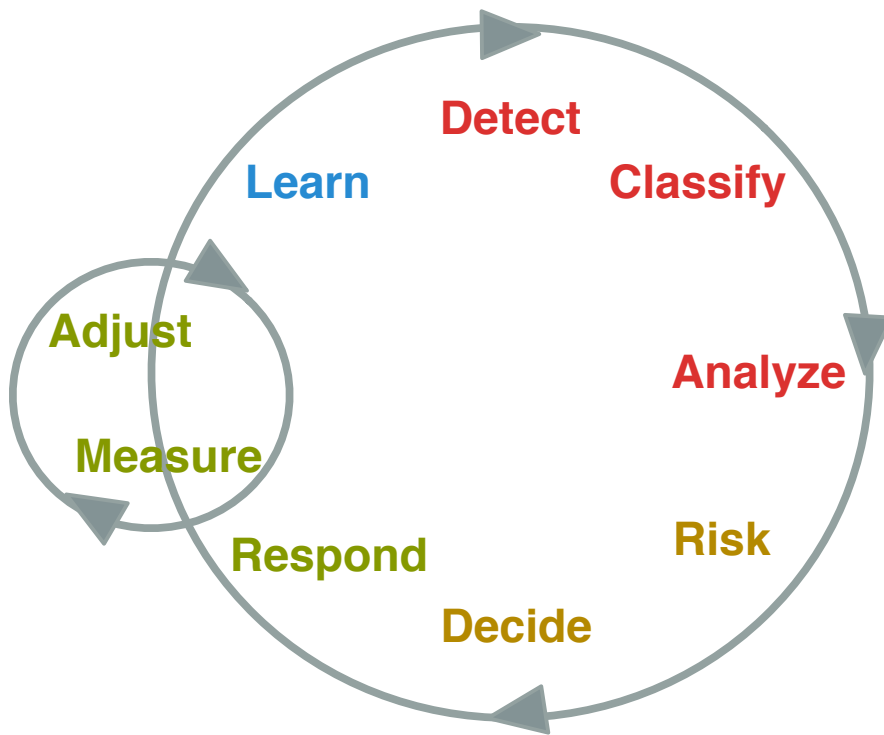 Detect
Learn
Classify
Adjust
Analyze
Measure
Risk
Respond
Decide